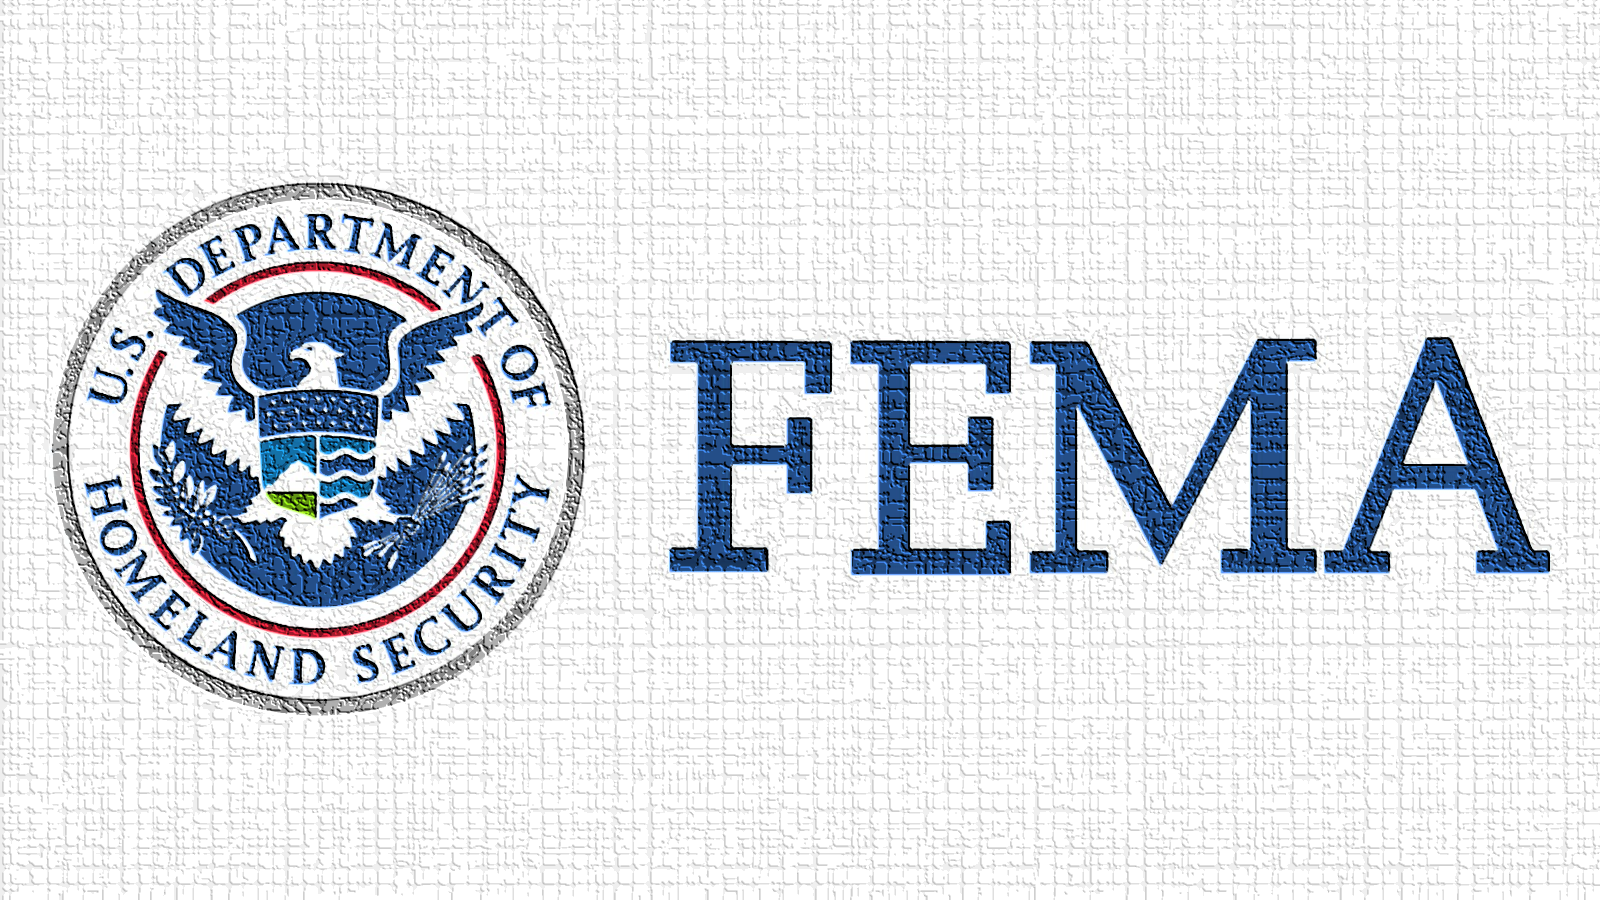 U.S. DEPARTMENT OF
HOMELAND SECURITY
FEMA